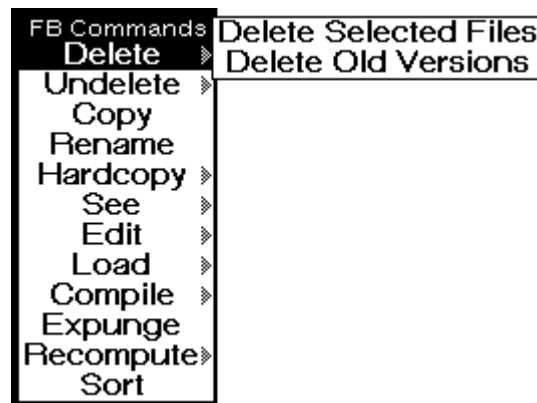 FB Commands
Delete
Delete Selected Files
Delete Old Versions
Undelete
Copy
Rename
Hardcopy
See
Edit
Load
Compile
Expunge
Recompute
Sort